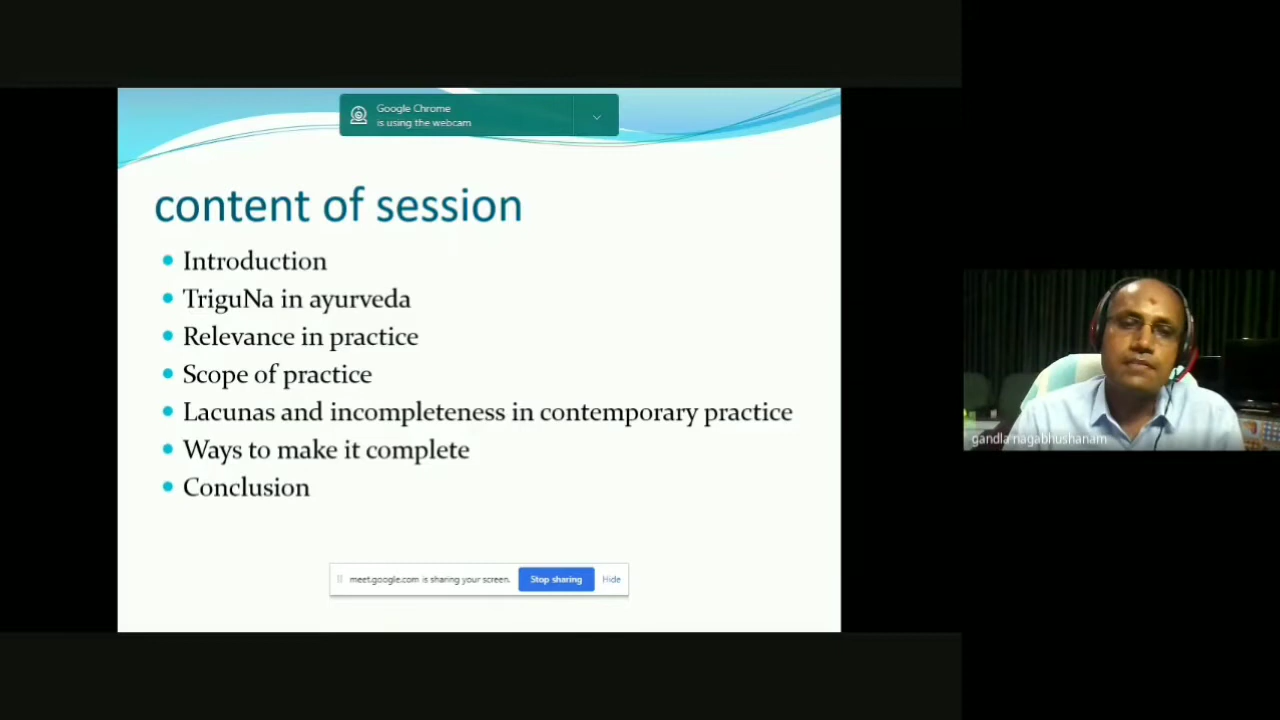 Google Chrome
is using the webcam
content of session
Introduction
TriguNa in ayurveda
Relevance in practice
Scope of practice
Lacunas and incompleteness in contemporary practice
Ways to make it complete
Conclusion
meet.google.com is sharing your screen.
Stop sharing
Hide
gandla nagabhushanam